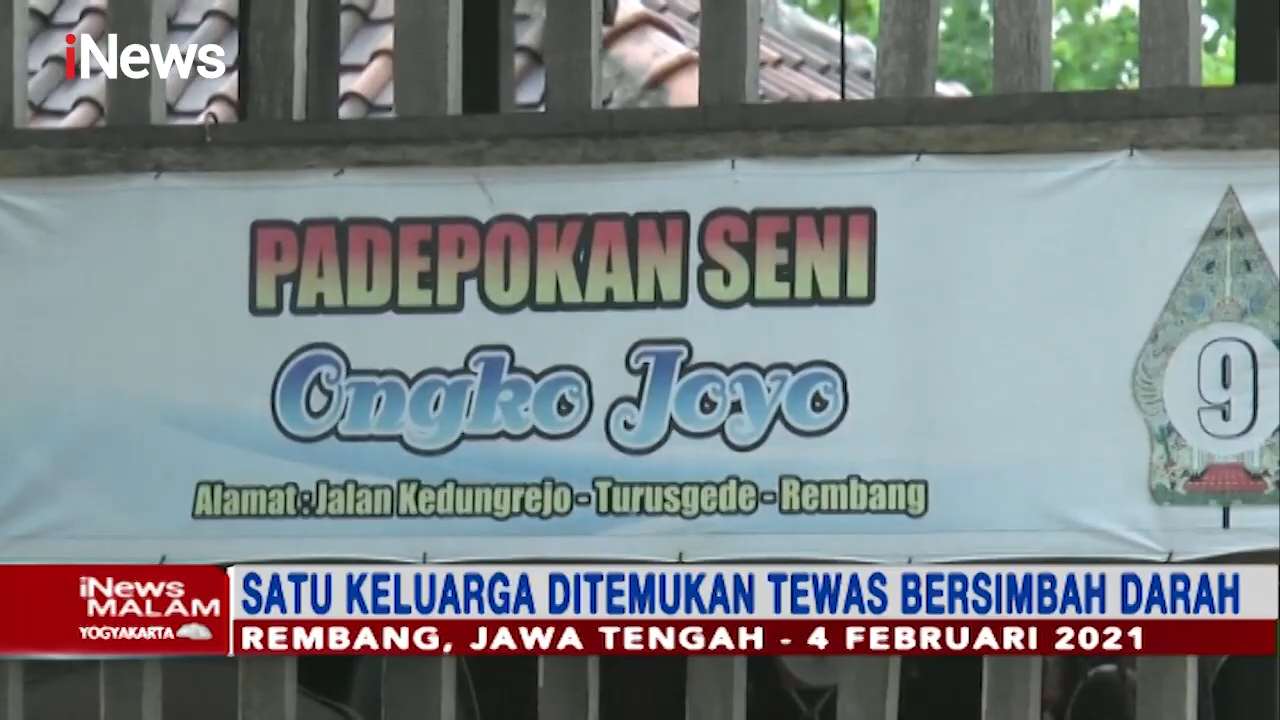 iNews
PADEPOKAN SENI
Ongko Joyo
9
Alamat : Jalan Kedungrejo - Turusgede - Rembang
iNews
MALAM
YOGYAKARTA
SATU KELUARGA DITEMUKAN TEWAS BERSIMBAH DARAH
REMBANG, JAWA TENGAH - 4 FEBRUARI 2021